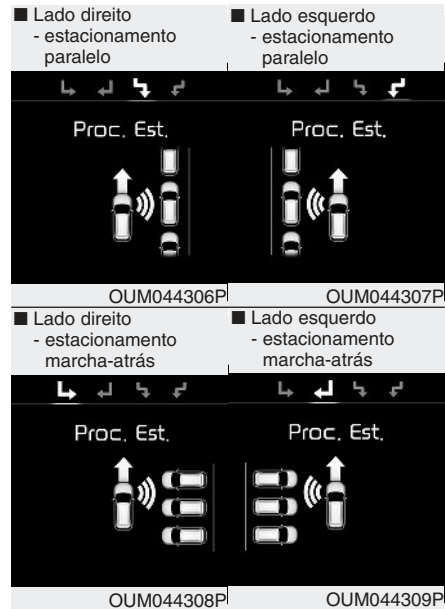 ■ Lado direito
- estacionamento
paralelo
Proc. Est.
OUM044306P
■ Lado esquerdo
- estacionamento
paralelo
Proc. Est.
OUM044307P
■ Lado direito
- estacionamento
marcha-atrás
Proc. Est.
OUM044308P
■ Lado esquerdo
- estacionamento
marcha-atrás
Proc. Est.
OUM044309P